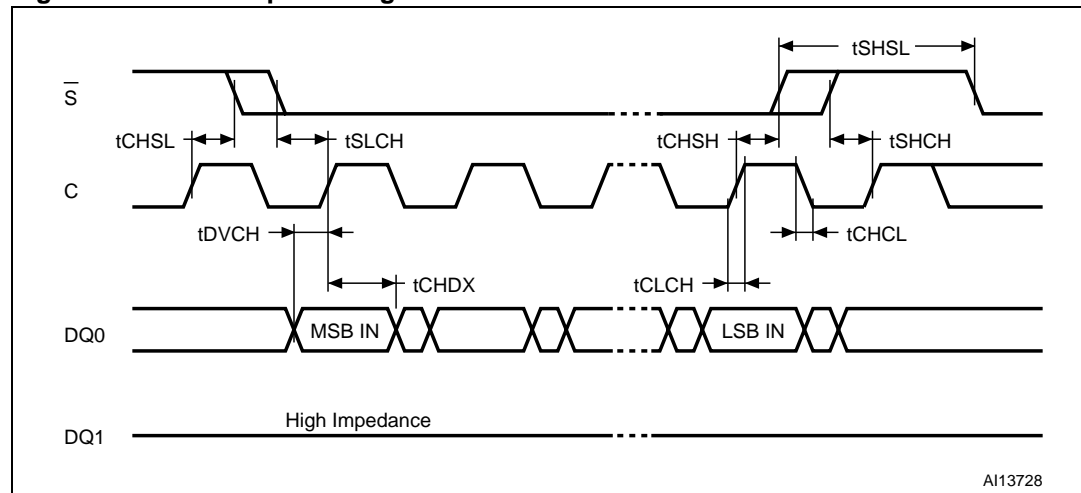 tSHSL
S
tCHSL
tSLCH
tCHSH
tSHCH
C
tDVCH
tCHCL
tCHDX
tCLCH
DQ0
MSB IN
LSB IN
High Impedance
DQ1
AI13728